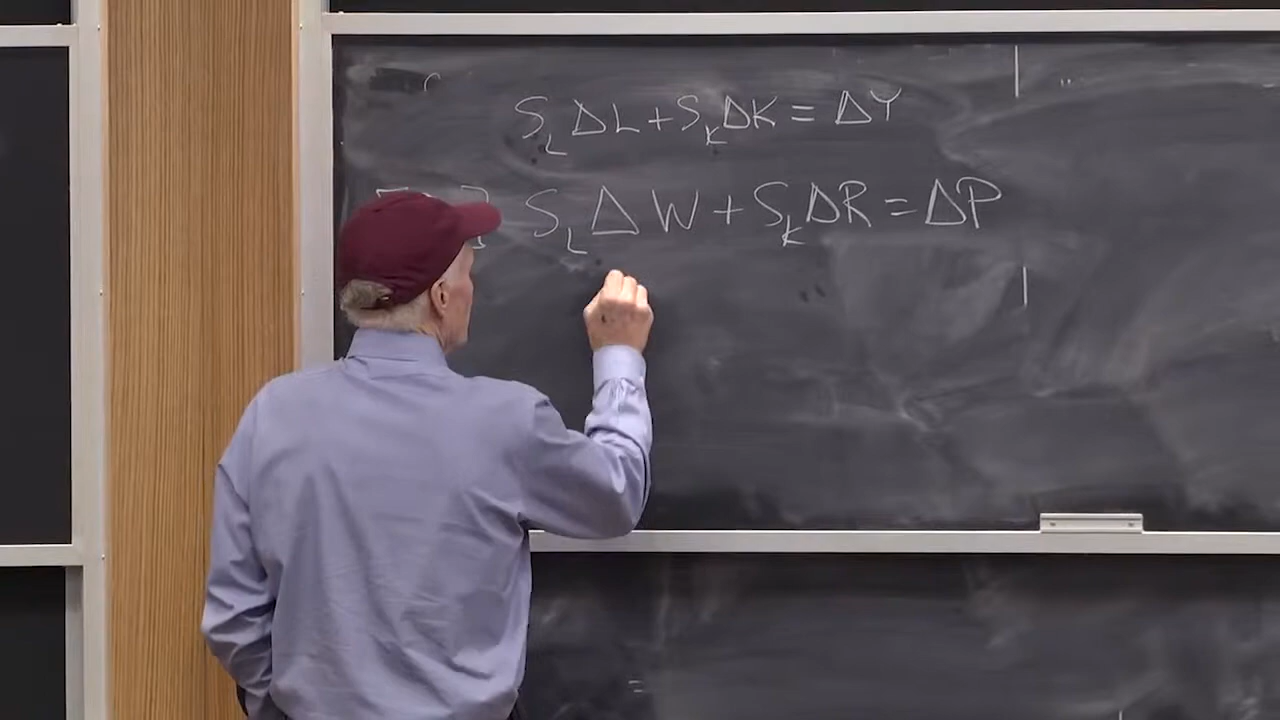 S_L ΔL + S_K ΔK = ΔY
S_L ΔW + S_K ΔR = ΔP